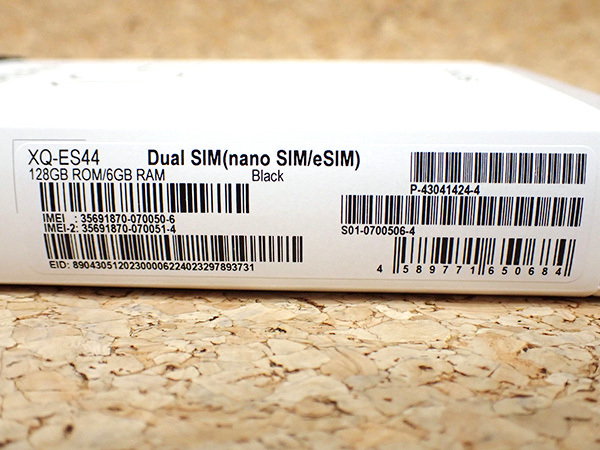 XQ-ES44 Dual SIM(nano SIM/eSIM)
128GB ROM/6GB RAM Black
P-43041424-4
IMEI : 35691870-070050-6
IMEI-2: 35691870-070051-4
S01-0700506-4
EID: 89043051202300006224023297893731
4 589771 650684